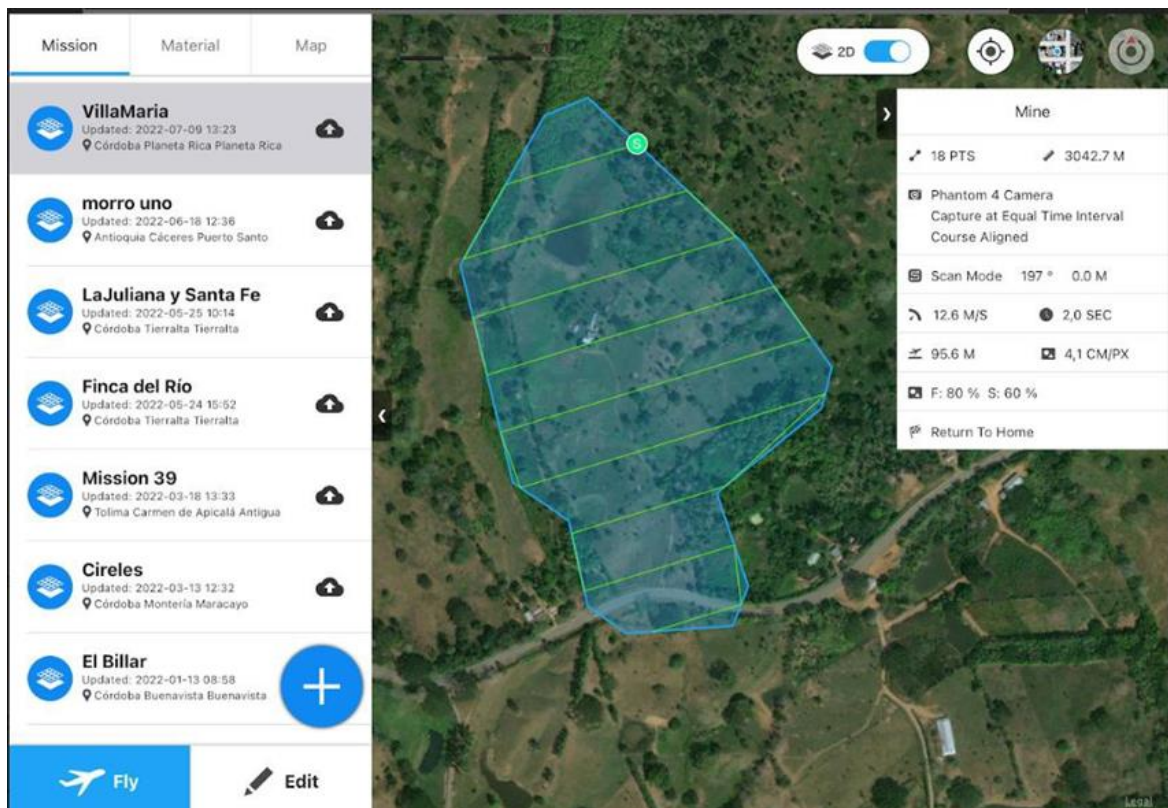 Mission Material Map
VillaMaria
Updated: 2022-07-09 13:23
Córdoba Planeta Rica Planeta Rica
morro uno
Updated: 2022-06-18 12:36
Antioquia Cáceres Puerto Santo
LaJuliana y Santa Fe
Updated: 2022-05-25 10:14
Córdoba Tierralta Tierralta
Finca del Río
Updated: 2022-05-24 15:52
Córdoba Tierralta Tierralta
Mission 39
Updated: 2022-03-18 13:33
Tolima Carmen de Apicalá Antigua
Cireles
Updated: 2022-03-13 12:32
Córdoba Montería Maracayo
El Billar
Updated: 2022-01-13 08:58
Córdoba Buenavista Buenavista
Fly Edit
S
2D
Mine
18 PTS 3042.7 M
Phantom 4 Camera
Capture at Equal Time Interval
Course Aligned
Scan Mode 197 ° 0.0 M
12.6 M/S 2,0 SEC
95.6 M 4,1 CM/PX
F: 80 % S: 60 %
Return To Home
Legal